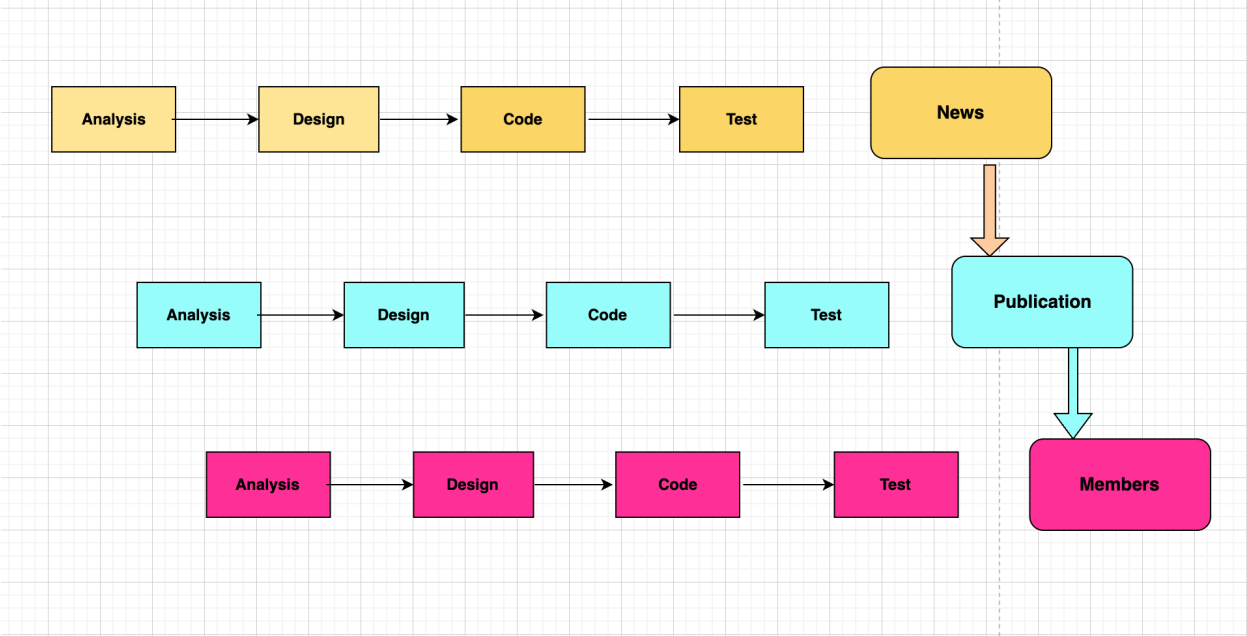 Analysis
Design
Code
Test
News
Analysis
Design
Code
Test
Publication
Analysis
Design
Code
Test
Members